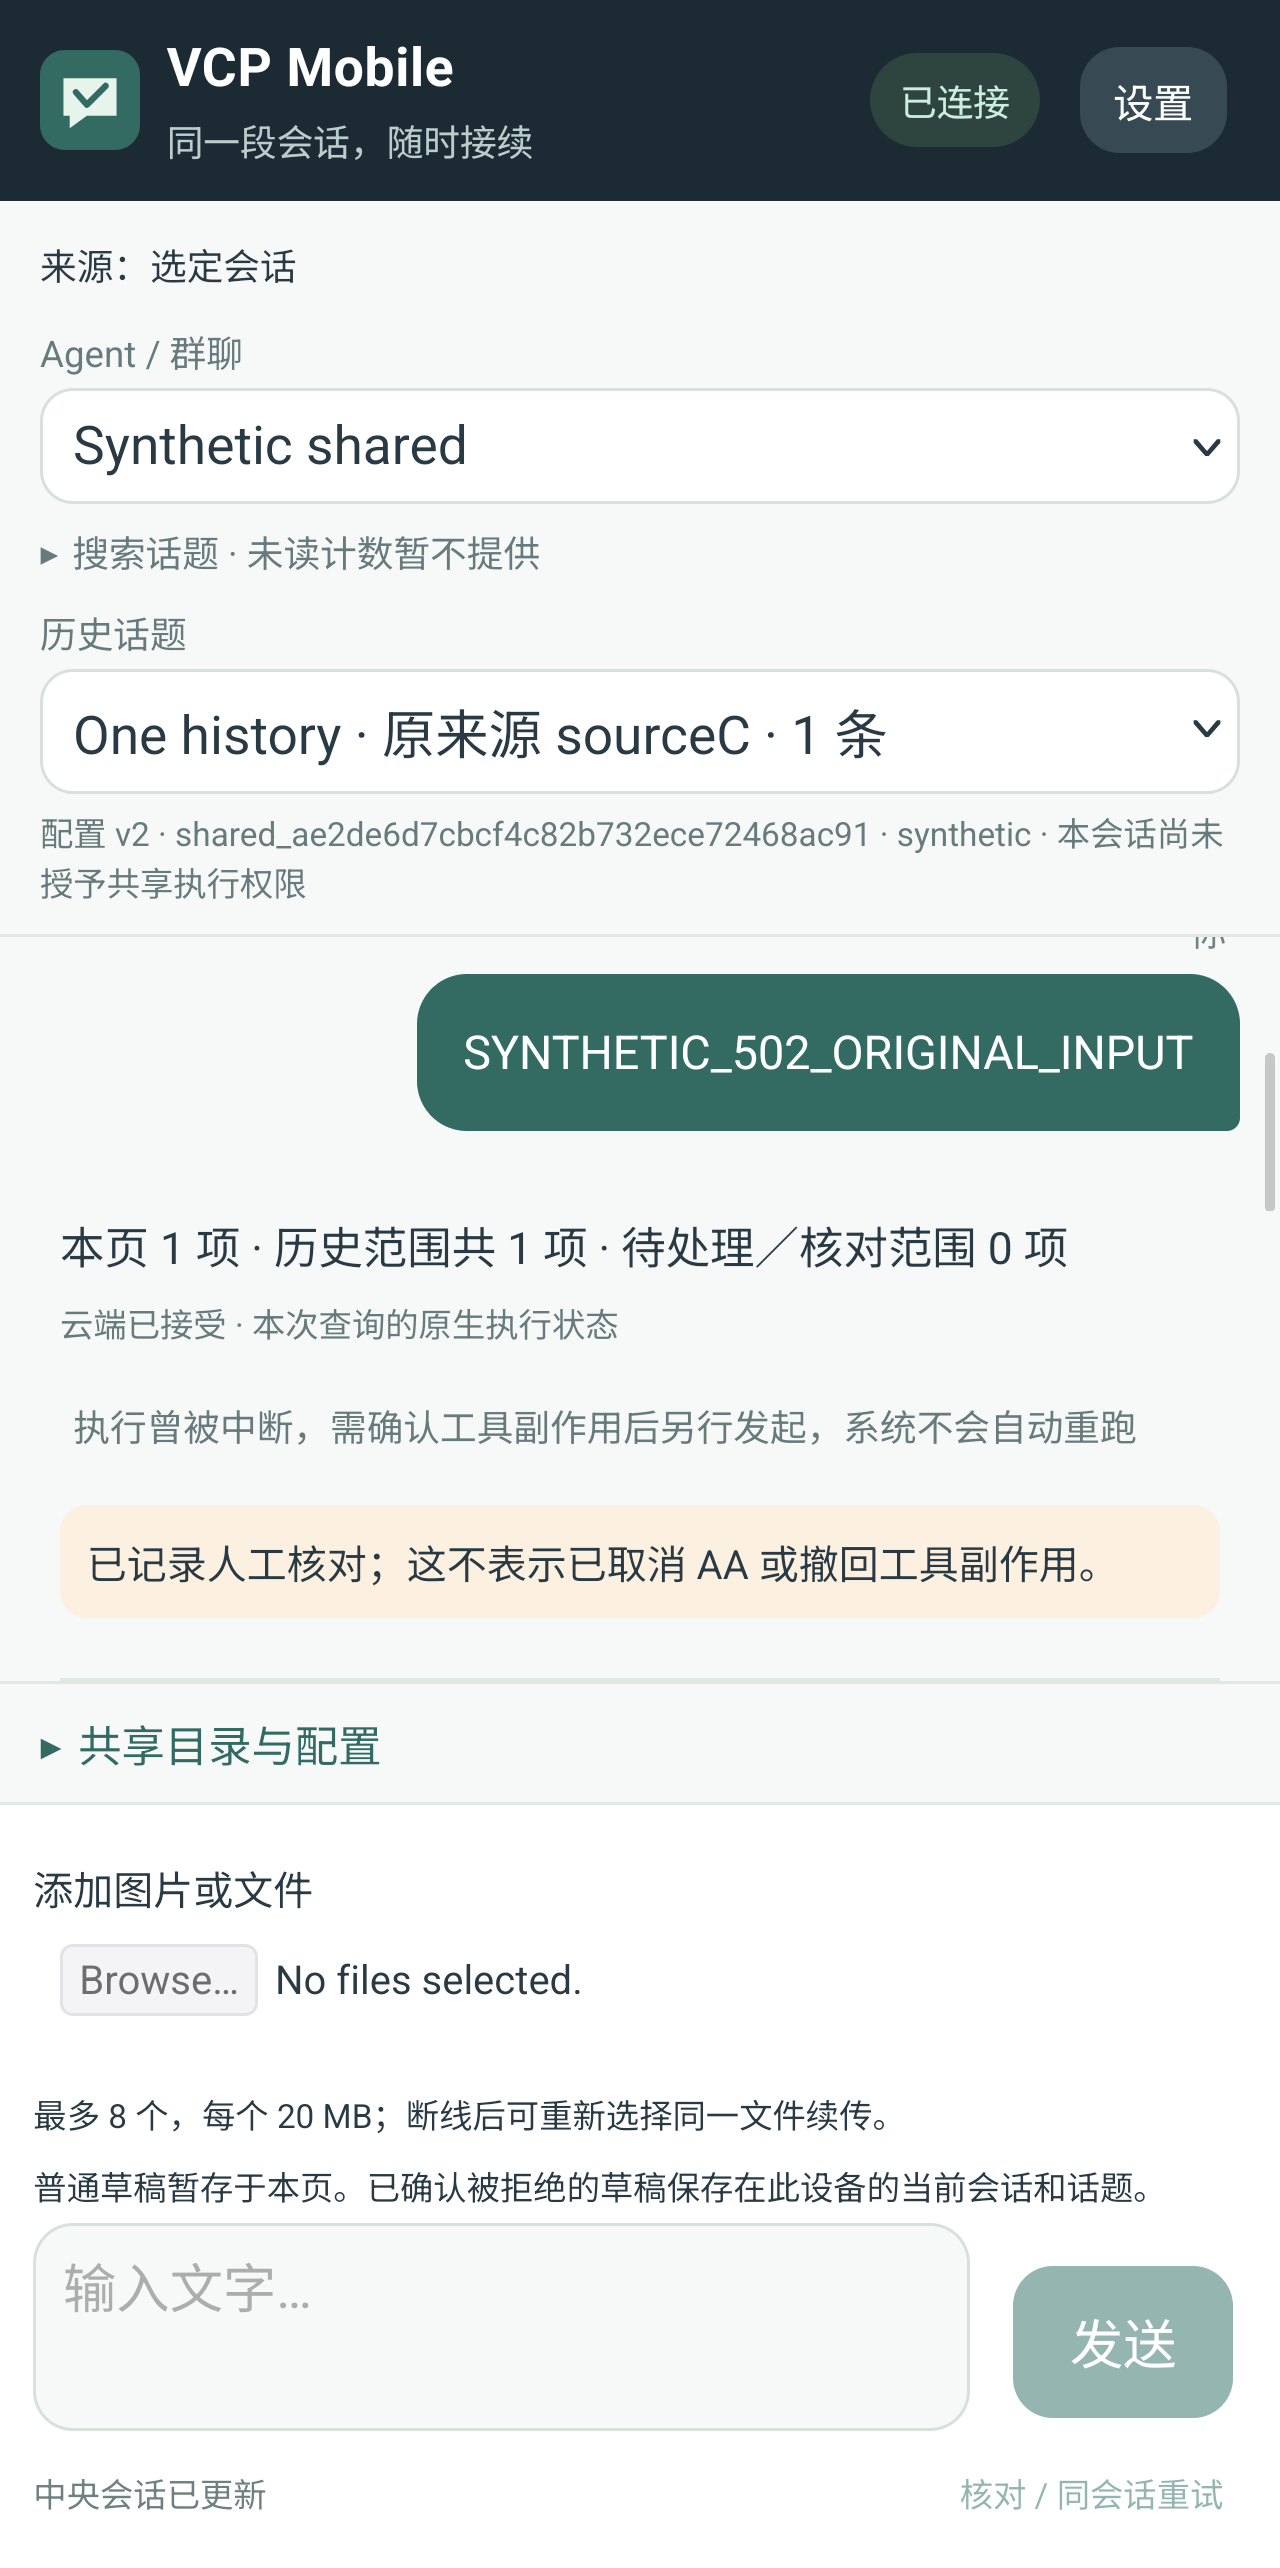 VCP Mobile
同一段会话，随时接续
已连接
设置
来源：选定会话
Agent / 群聊
Synthetic shared
▸ 搜索话题 · 未读计数暂不提供
历史话题
One history · 原来源 sourceC · 1 条
配置 v2 · shared_ae2de6d7cbcf4c82b732ece72468ac91 · synthetic · 本会话尚未
授予共享执行权限
你
SYNTHETIC_502_ORIGINAL_INPUT
本页 1 项 · 历史范围共 1 项 · 待处理／核对范围 0 项
云端已接受 · 本次查询的原生执行状态
执行曾被中断，需确认工具副作用后另行发起，系统不会自动重跑
已记录人工核对；这不表示已取消 AA 或撤回工具副作用。
▸ 共享目录与配置
添加图片或文件
Browse… No files selected.
最多 8 个，每个 20 MB；断线后可重新选择同一文件续传。
普通草稿暂存于本页。已确认被拒绝的草稿保存在此设备的当前会话和话题。
输入文字…
发送
中央会话已更新
核对 / 同会话重试